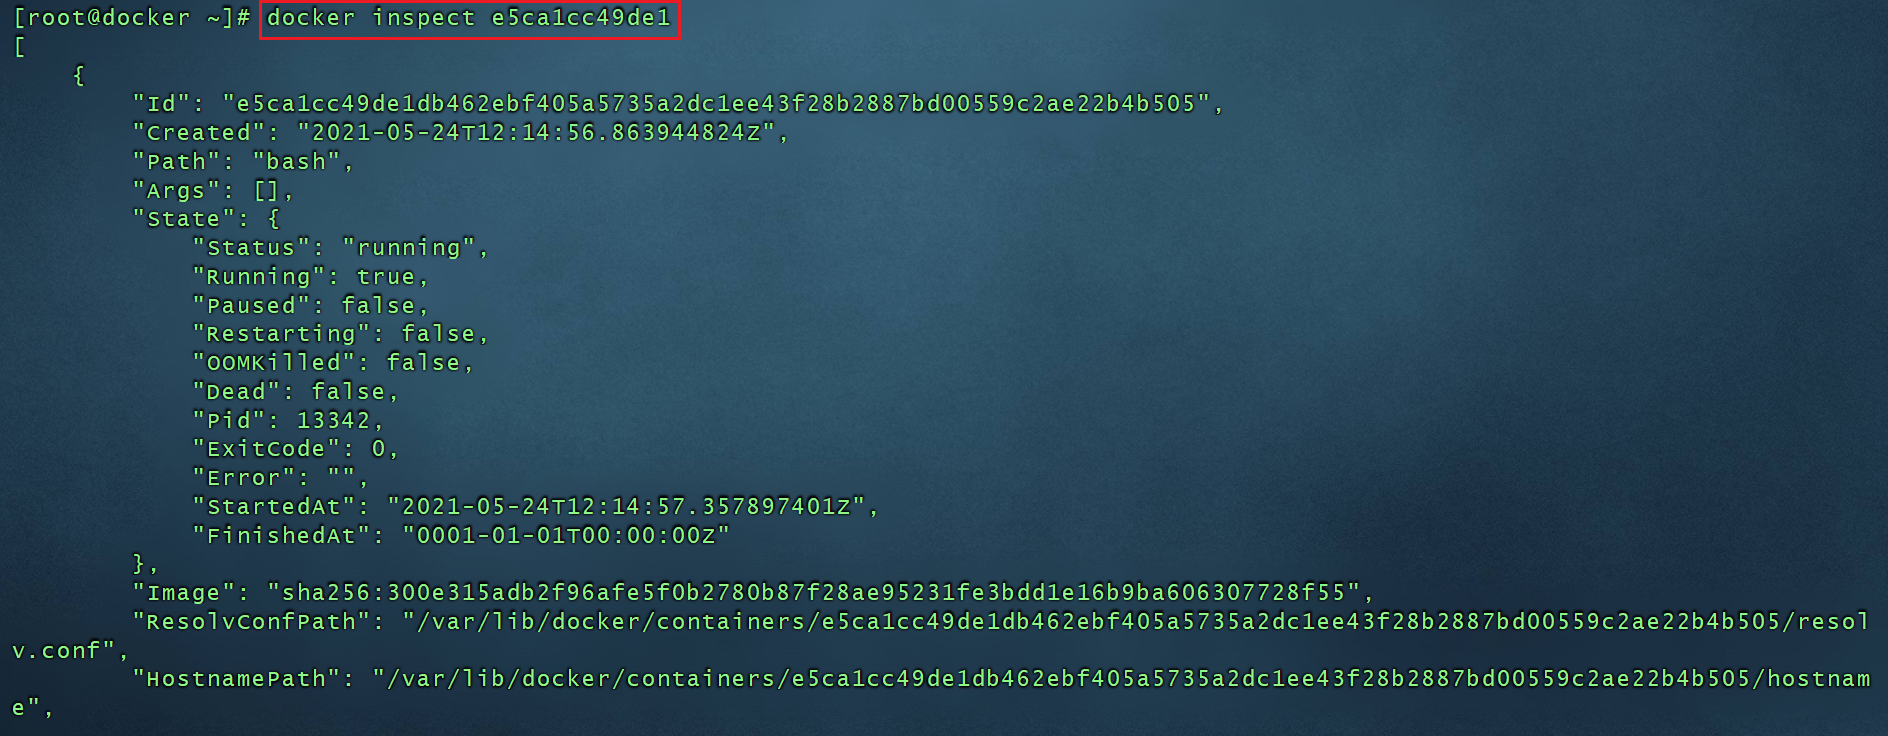 [root@docker ~]# docker inspect e5ca1cc49de1
[
    {
        "Id": "e5ca1cc49de1db462ebf405a5735a2dc1ee43f28b2887bd00559c2ae22b4b505",
        "Created": "2021-05-24T12:14:56.863944824Z",
        "Path": "bash",
        "Args": [],
        "State": {
            "Status": "running",
            "Running": true,
            "Paused": false,
            "Restarting": false,
            "OOMKilled": false,
            "Dead": false,
            "Pid": 13342,
            "ExitCode": 0,
            "Error": "",
            "StartedAt": "2021-05-24T12:14:57.357897401Z",
            "FinishedAt": "0001-01-01T00:00:00Z"
        },
        "Image": "sha256:300e315adb2f96afe5f0b2780b87f28ae95231fe3bdd1e16b9ba606307728f55",
        "ResolvConfPath": "/var/lib/docker/containers/e5ca1cc49de1db462ebf405a5735a2dc1ee43f28b2887bd00559c2ae22b4b505/resol
v.conf",
        "HostnamePath": "/var/lib/docker/containers/e5ca1cc49de1db462ebf405a5735a2dc1ee43f28b2887bd00559c2ae22b4b505/hostnam
e",